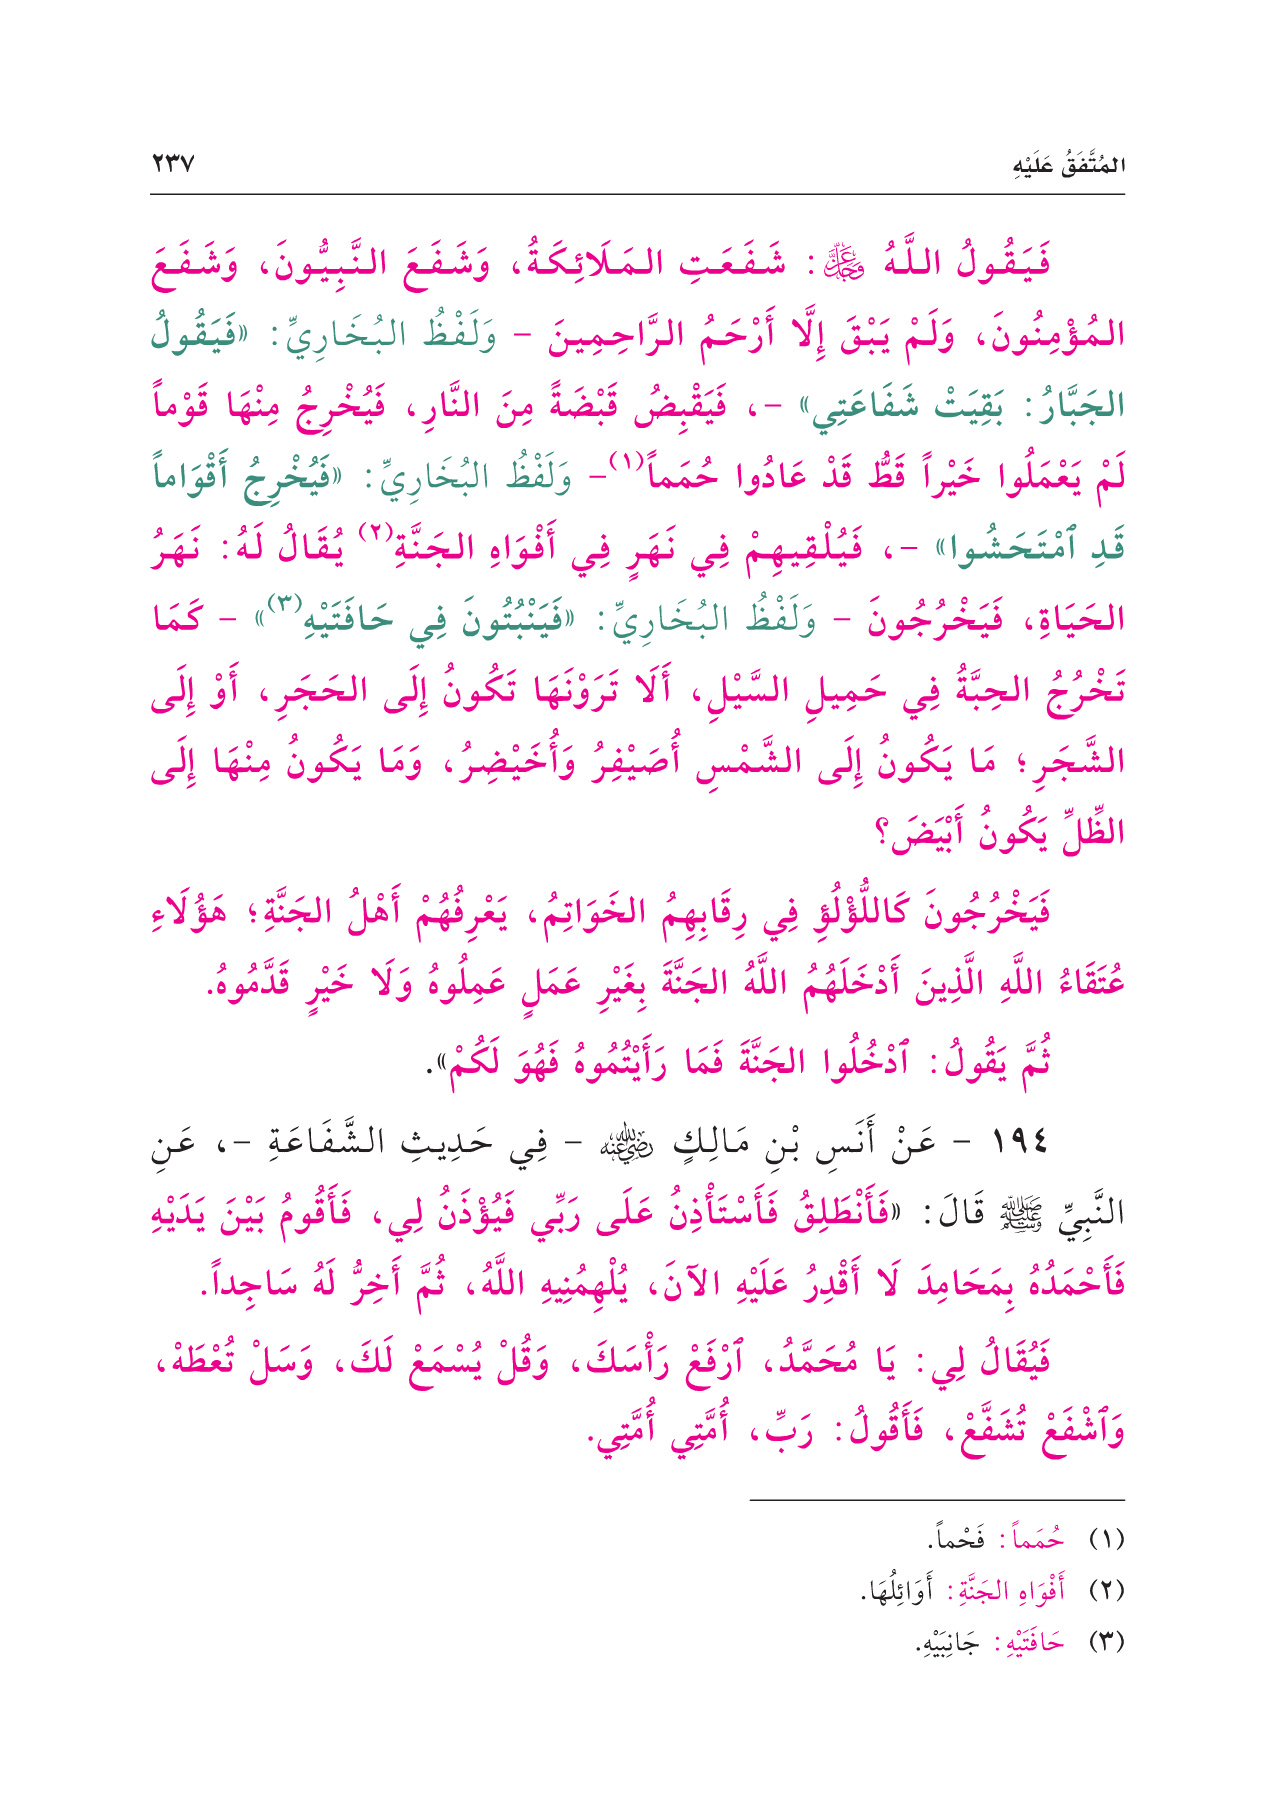 المُتَّفَقُ عَلَيْهِ ٢٣٧
فَيَقُولُ اللَّهُ ﷿: شَفَعَتِ المَلَائِكَةُ، وَشَفَعَ النَّبِيُّونَ، وَشَفَعَ
المُؤْمِنُونَ، وَلَمْ يَبْقَ إِلَّا أَرْحَمُ الرَّاحِمِينَ – وَلَفْظُ البُخَارِيِّ: «فَيَقُولُ
الجَبَّارُ: بَقِيَتْ شَفَاعَتِي» –، فَيَقْبِضُ قَبْضَةً مِنَ النَّارِ، فَيُخْرِجُ مِنْهَا قَوْماً
لَمْ يَعْمَلُوا خَيْراً قَطُّ قَدْ عَادُوا حُمَماً(١)– وَلَفْظُ البُخَارِيِّ: «فَيُخْرِجُ أَقْوَاماً
قَدِ ٱمْتَحَشُوا» –، فَيُلْقِيهِمْ فِي نَهَرٍ فِي أَفْوَاهِ الجَنَّةِ(٢) يُقَالُ لَهُ: نَهَرُ
الحَيَاةِ، فَيَخْرُجُونَ – وَلَفْظُ البُخَارِيِّ: «فَيَنْبُتُونَ فِي حَافَتَيْهِ(٣)» – كَمَا
تَخْرُجُ الحِبَّةُ فِي حَمِيلِ السَّيْلِ، أَلَا تَرَوْنَهَا تَكُونُ إِلَى الحَجَرِ، أَوْ إِلَى
الشَّجَرِ؛ مَا يَكُونُ إِلَى الشَّمْسِ أُصَيْفِرُ وَأُخَيْضِرُ، وَمَا يَكُونُ مِنْهَا إِلَى
الظِّلِّ يَكُونُ أَبْيَضَ؟
فَيَخْرُجُونَ كَاللُّؤْلُؤِ فِي رِقَابِهِمُ الخَوَاتِمُ، يَعْرِفُهُمْ أَهْلُ الجَنَّةِ؛ هَؤُلَاءِ
عُتَقَاءُ اللَّهِ الَّذِينَ أَدْخَلَهُمُ اللَّهُ الجَنَّةَ بِغَيْرِ عَمَلٍ عَمِلُوهُ وَلَا خَيْرٍ قَدَّمُوهُ.
ثُمَّ يَقُولُ: ٱدْخُلُوا الجَنَّةَ فَمَا رَأَيْتُمُوهُ فَهُوَ لَكُمْ».
١٩٤ – عَنْ أَنَسِ بْنِ مَالِكٍ ﵁ – فِي حَدِيثِ الشَّفَاعَةِ –، عَنِ
النَّبِيِّ ﷺ قَالَ: «فَأَنْطَلِقُ فَأَسْتَأْذِنُ عَلَى رَبِّي فَيُؤْذَنُ لِي، فَأَقُومُ بَيْنَ يَدَيْهِ
فَأَحْمَدُهُ بِمَحَامِدَ لَا أَقْدِرُ عَلَيْهِ الآنَ، يُلْهِمُنِيهِ اللَّهُ، ثُمَّ أَخِرُّ لَهُ سَاجِداً.
فَيُقَالُ لِي: يَا مُحَمَّدُ، ٱرْفَعْ رَأْسَكَ، وَقُلْ يُسْمَعْ لَكَ، وَسَلْ تُعْطَهْ،
وَٱشْفَعْ تُشَفَّعْ، فَأَقُولُ: رَبِّ، أُمَّتِي أُمَّتِي.
(١) حُمَماً: فَحْماً.
(٢) أَفْوَاهِ الجَنَّةِ: أَوَائِلُهَا.
(٣) حَافَتَيْهِ: جَانِبَيْهِ.